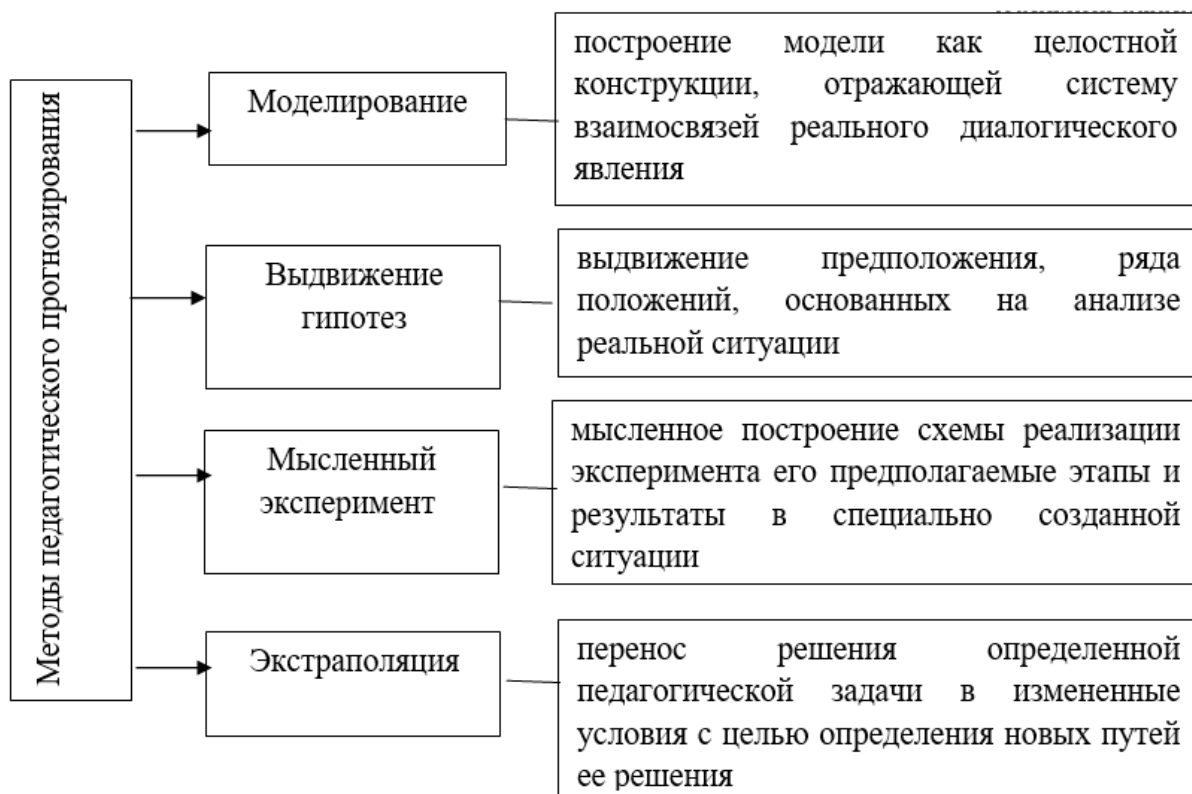 Методы педагогического прогнозирования
Моделирование
построение модели как целостной
конструкции, отражающей систему
взаимосвязей реального диалогического
явления
Выдвижение
гипотез
выдвижение предположения, ряда
положений, основанных на анализе
реальной ситуации
Мысленный
эксперимент
мысленное построение схемы реализации
эксперимента его предполагаемые этапы и
результаты в специально созданной
ситуации
Экстраполяция
перенос решения определенной
педагогической задачи в измененные
условия с целью определения новых путей
ее решения